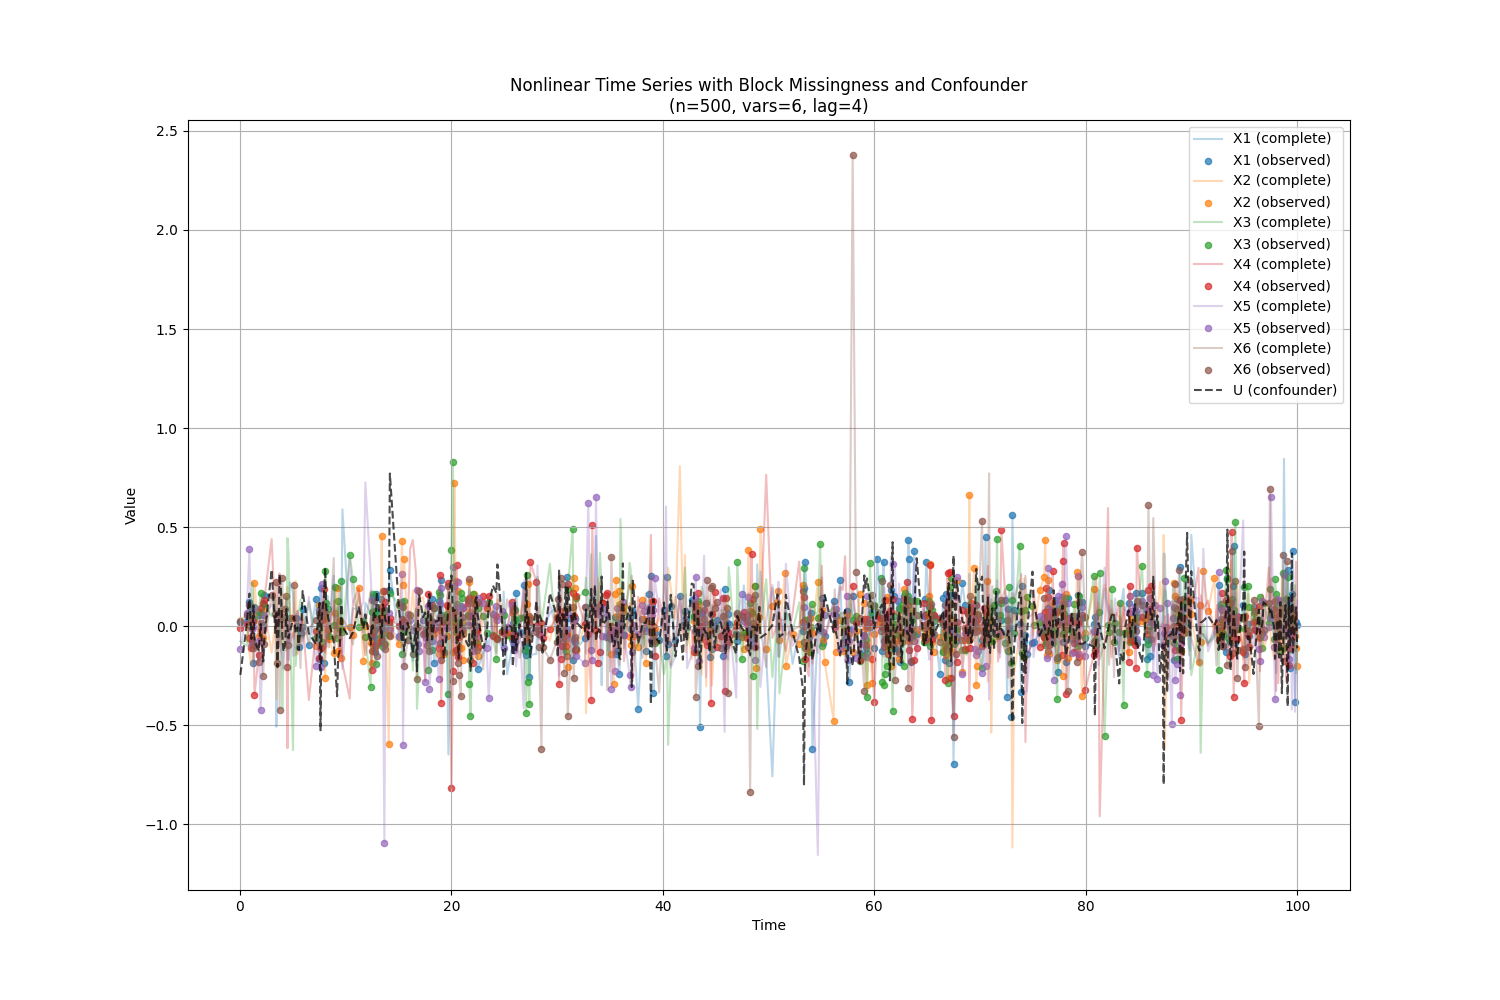 Nonlinear Time Series with Block Missingness and Confounder
(n=500, vars=6, lag=4)
2.5
2.0
1.5
1.0
0.5
0.0
−0.5
−1.0
Value
0 20 40 60 80 100
Time
X1 (complete)
X1 (observed)
X2 (complete)
X2 (observed)
X3 (complete)
X3 (observed)
X4 (complete)
X4 (observed)
X5 (complete)
X5 (observed)
X6 (complete)
X6 (observed)
U (confounder)